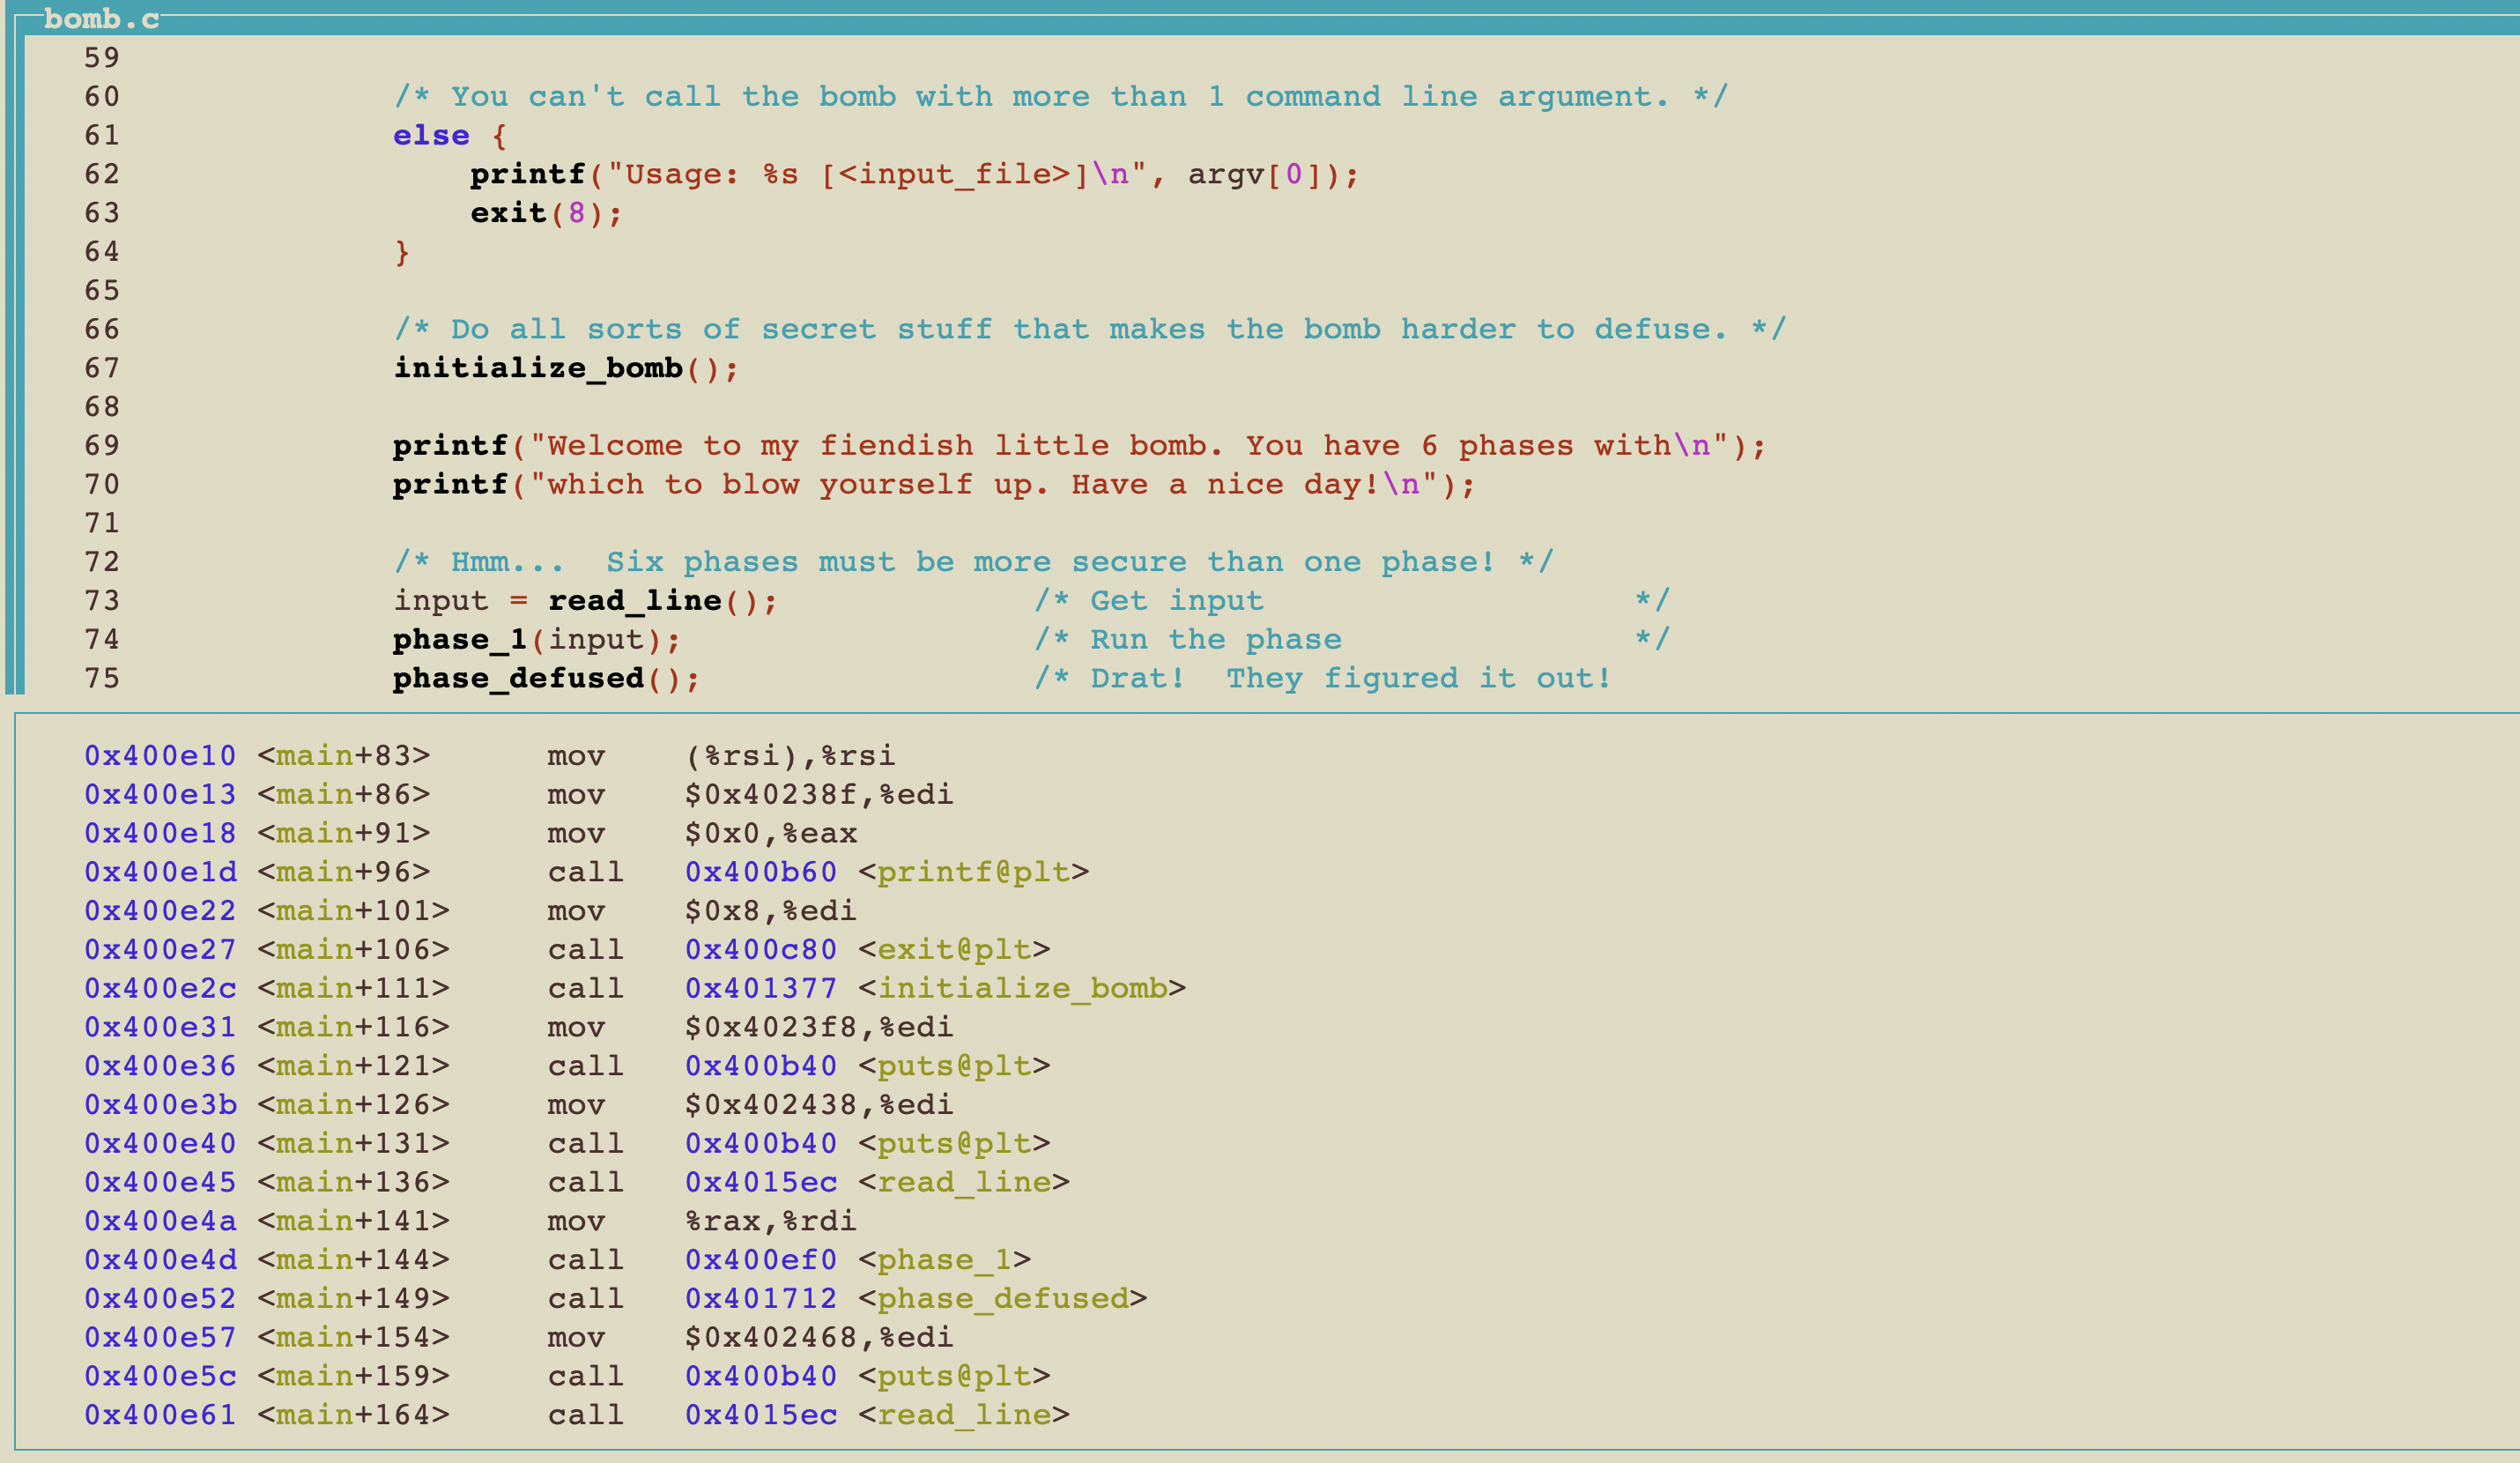 bomb.c
59
60 /* You can't call the bomb with more than 1 command line argument. */
61 else {
62 printf("Usage: %s [<input_file>]\n", argv[0]);
63 exit(8);
64 }
65
66 /* Do all sorts of secret stuff that makes the bomb harder to defuse. */
67 initialize_bomb();
68
69 printf("Welcome to my fiendish little bomb. You have 6 phases with\n");
70 printf("which to blow yourself up. Have a nice day!\n");
71
72 /* Hmm...  Six phases must be more secure than one phase! */
73 input = read_line();             /* Get input                   */
74 phase_1(input);                  /* Run the phase               */
75 phase_defused();                 /* Drat!  They figured it out!
0x400e10 <main+83>      mov    (%rsi),%rsi
0x400e13 <main+86>      mov    $0x40238f,%edi
0x400e18 <main+91>      mov    $0x0,%eax
0x400e1d <main+96>      call   0x400b60 <printf@plt>
0x400e22 <main+101>     mov    $0x8,%edi
0x400e27 <main+106>     call   0x400c80 <exit@plt>
0x400e2c <main+111>     call   0x401377 <initialize_bomb>
0x400e31 <main+116>     mov    $0x4023f8,%edi
0x400e36 <main+121>     call   0x400b40 <puts@plt>
0x400e3b <main+126>     mov    $0x402438,%edi
0x400e40 <main+131>     call   0x400b40 <puts@plt>
0x400e45 <main+136>     call   0x4015ec <read_line>
0x400e4a <main+141>     mov    %rax,%rdi
0x400e4d <main+144>     call   0x400ef0 <phase_1>
0x400e52 <main+149>     call   0x401712 <phase_defused>
0x400e57 <main+154>     mov    $0x402468,%edi
0x400e5c <main+159>     call   0x400b40 <puts@plt>
0x400e61 <main+164>     call   0x4015ec <read_line>